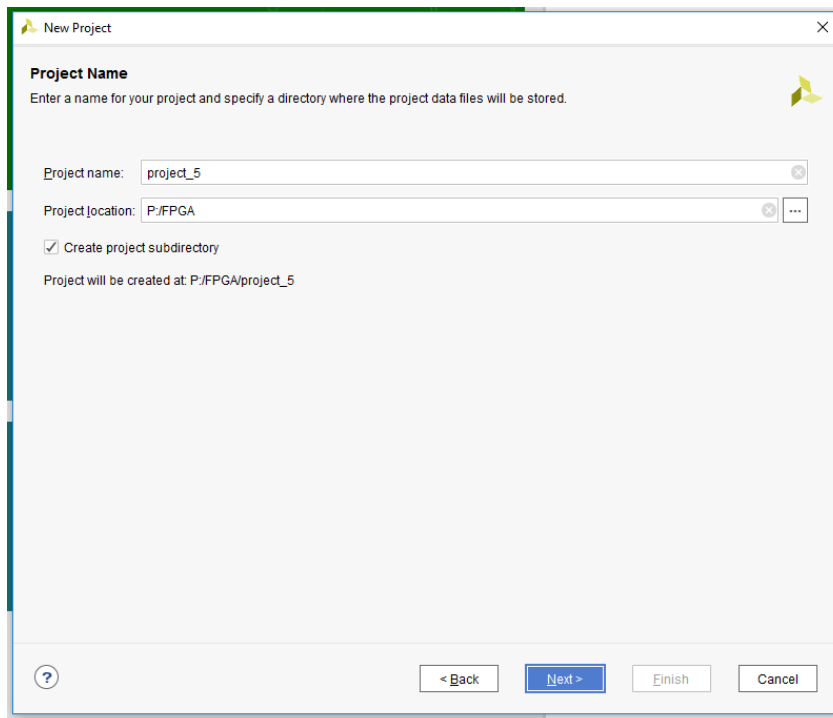 New Project
Project Name
Enter a name for your project and specify a directory where the project data files will be stored.
Project name: project_5
Project location: P:/FPGA ...
Create project subdirectory
Project will be created at: P:/FPGA/project_5
? < Back Next > Finish Cancel